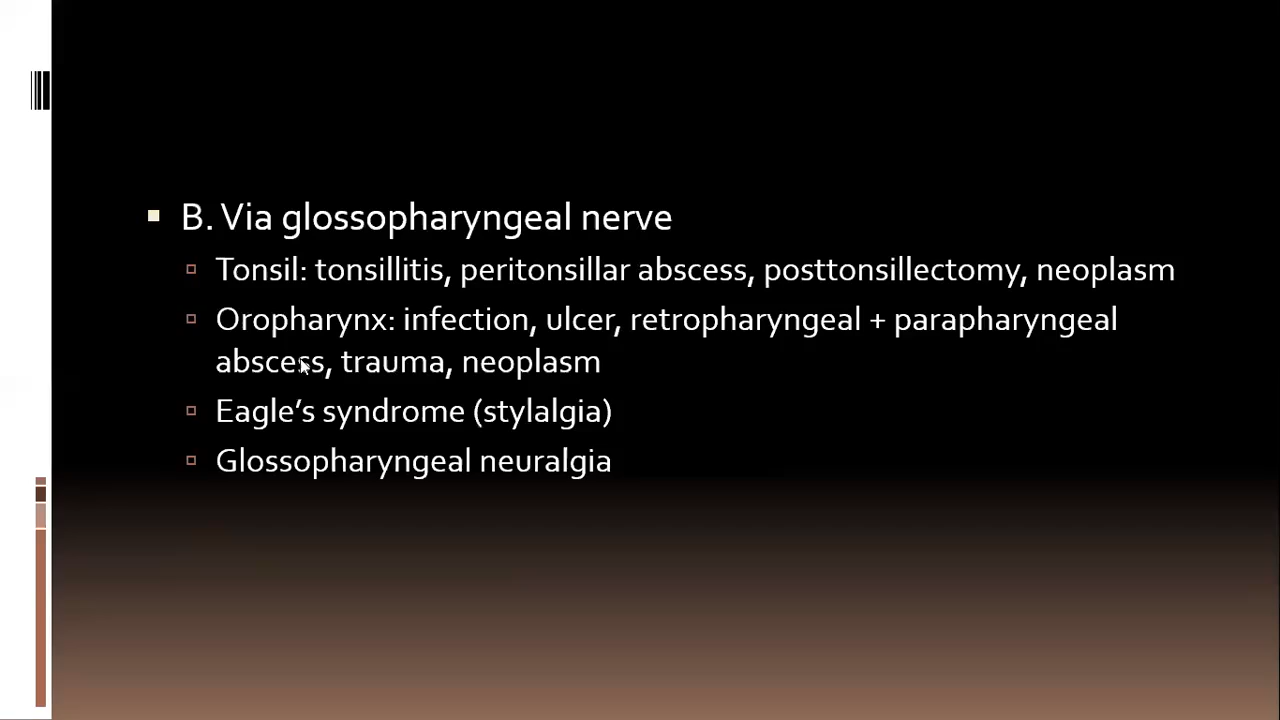 B. Via glossopharyngeal nerve
Tonsil: tonsillitis, peritonsillar abscess, posttonsillectomy, neoplasm
Oropharynx: infection, ulcer, retropharyngeal + parapharyngeal
abscess, trauma, neoplasm
Eagle’s syndrome (stylalgia)
Glossopharyngeal neuralgia